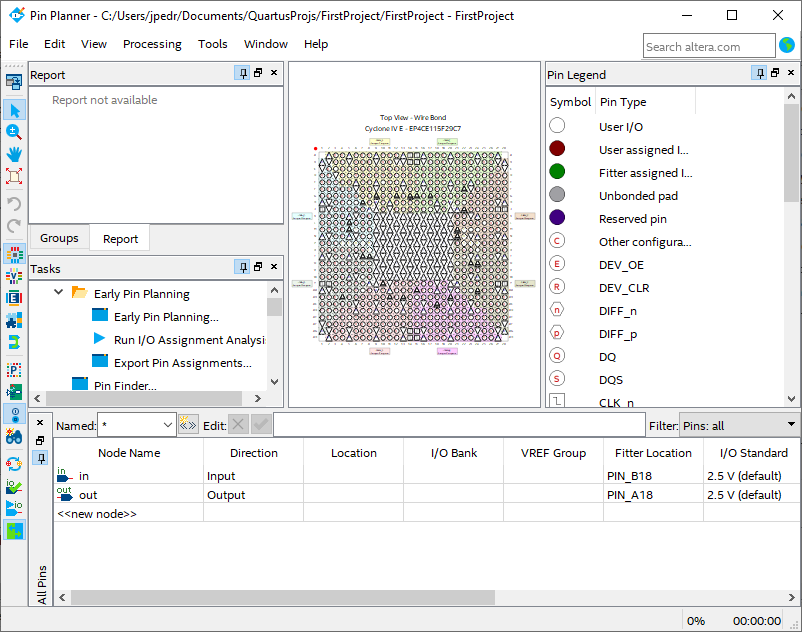 Pin Planner - C:/Users/jpedr/Documents/QuartusProjs/FirstProject/FirstProject - FirstProject
File Edit View Processing Tools Window Help
Search altera.com
Report
Report not available
Groups Report
Tasks
Early Pin Planning
Early Pin Planning...
Run I/O Assignment Analysi
Export Pin Assignments...
Pin Finder...
Top View - Wire Bond
Cyclone IV E - EP4CE115F29C7
Pin Legend
Symbol Pin Type
User I/O
User assigned I...
Fitter assigned I...
Unbonded pad
Reserved pin
C Other configura...
E DEV_OE
R DEV_CLR
n DIFF_n
p DIFF_p
Q DQ
S DQS
CLK_n
Named: * Edit: Filter: Pins: all
Node Name Direction Location I/O Bank VREF Group Fitter Location I/O Standard
in in Input PIN_B18 2.5 V (default)
out out Output PIN_A18 2.5 V (default)
<<new node>>
All Pins
0% 00:00:00